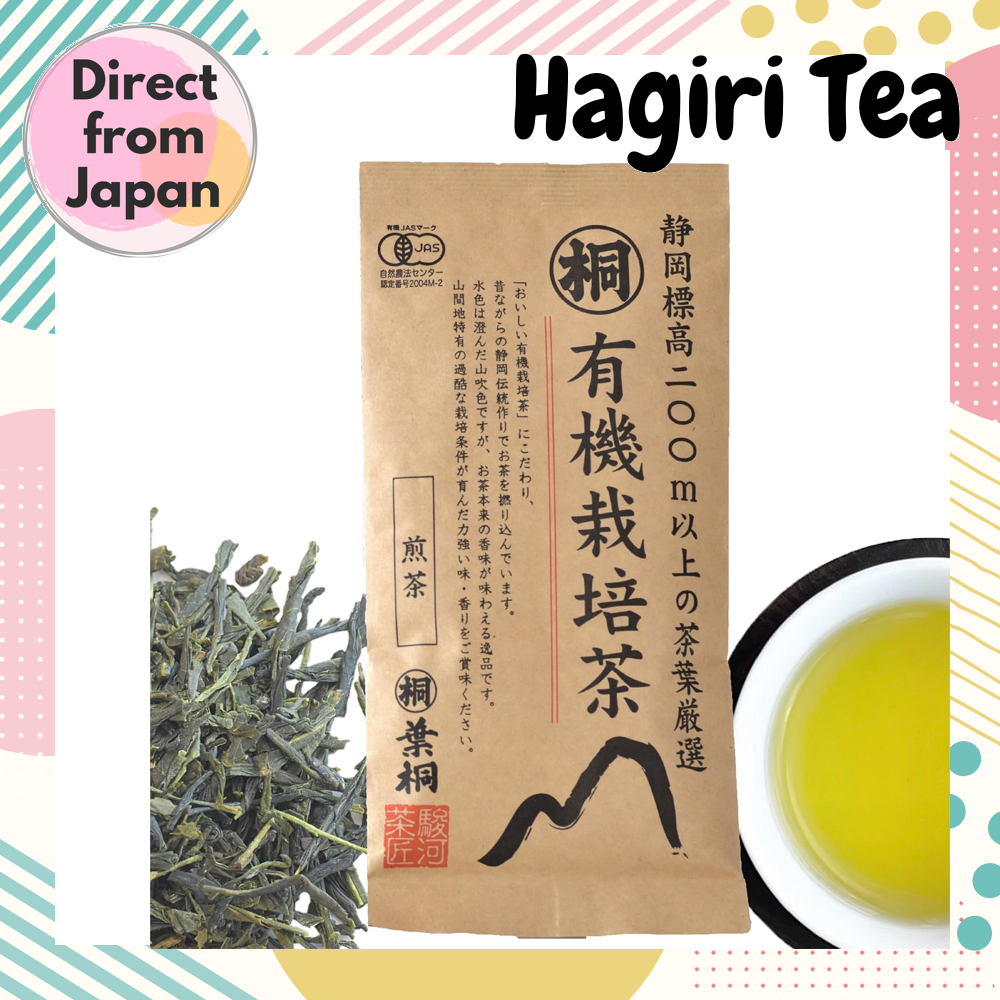 Direct
from
Japan
Hagiri Tea
静岡標高二〇〇m以上の茶葉厳選
桐
有機栽培茶
「おいしい有機栽培茶」にこだわり、
昔ながらの静岡伝統作りでお茶を撚り込んでいます。
水色は澄んだ山吹色ですが、お茶本来の香味が味わえる逸品です。
山間地特有の過酷な栽培条件が育んだ力強い味・香りをご賞味ください。
有機JASマーク
JAS
自然農法センター
認定番号2004M-2
煎茶
桐
葉桐
駿河
茶匠